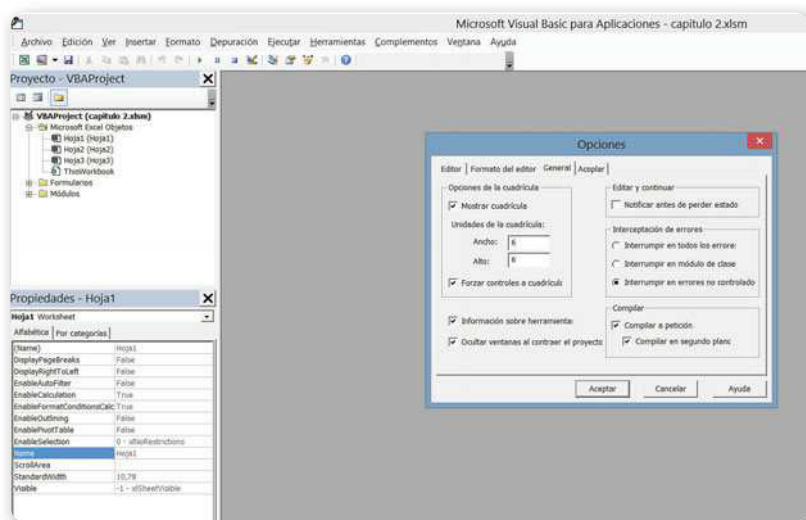 Microsoft Visual Basic para Aplicaciones - capitulo 2.xlsm
Archivo Edición Ver Insertar Formato Depuración Ejecutar Herramientas Complementos Ventana Ayuda
Proyecto - VBAProject
VBAProject (capitulo 2.xlsm)
Microsoft Excel Objetos
Hoja1 (Hoja1)
Hoja2 (Hoja2)
Hoja3 (Hoja3)
ThisWorkbook
Formularios
Módulos
Propiedades - Hoja1
Hoja1 Worksheet
Alfabética Por categorías
(Name) Hoja1
DisplayPageBreaks False
DisplayRightToLeft False
EnableAutoFilter False
EnableCalculation True
EnableFormatConditionsCalc True
EnableOutlining False
EnablePivotTable False
EnableSelection 0 - xlNoRestrictions
Name Hoja1
ScrollArea
StandardWidth 10,78
Visible -1 - xlSheetVisible
Opciones
Editor Formato del editor General Acoplar
Opciones de la cuadrícula
Mostrar cuadrícula
Unidades de la cuadrícula:
Ancho: 6
Alto: 6
Forzar controles a cuadrícula
Información sobre herramienta:
Ocultar ventanas al contraer el proyecto
Editar y continuar
Notificar antes de perder estado
Interceptación de errores
Interrumpir en todos los errore:
Interrumpir en módulo de clase
Interrumpir en errores no controlado
Compilar
Compilar a petición
Compilar en segundo planc
Aceptar Cancelar Ayuda